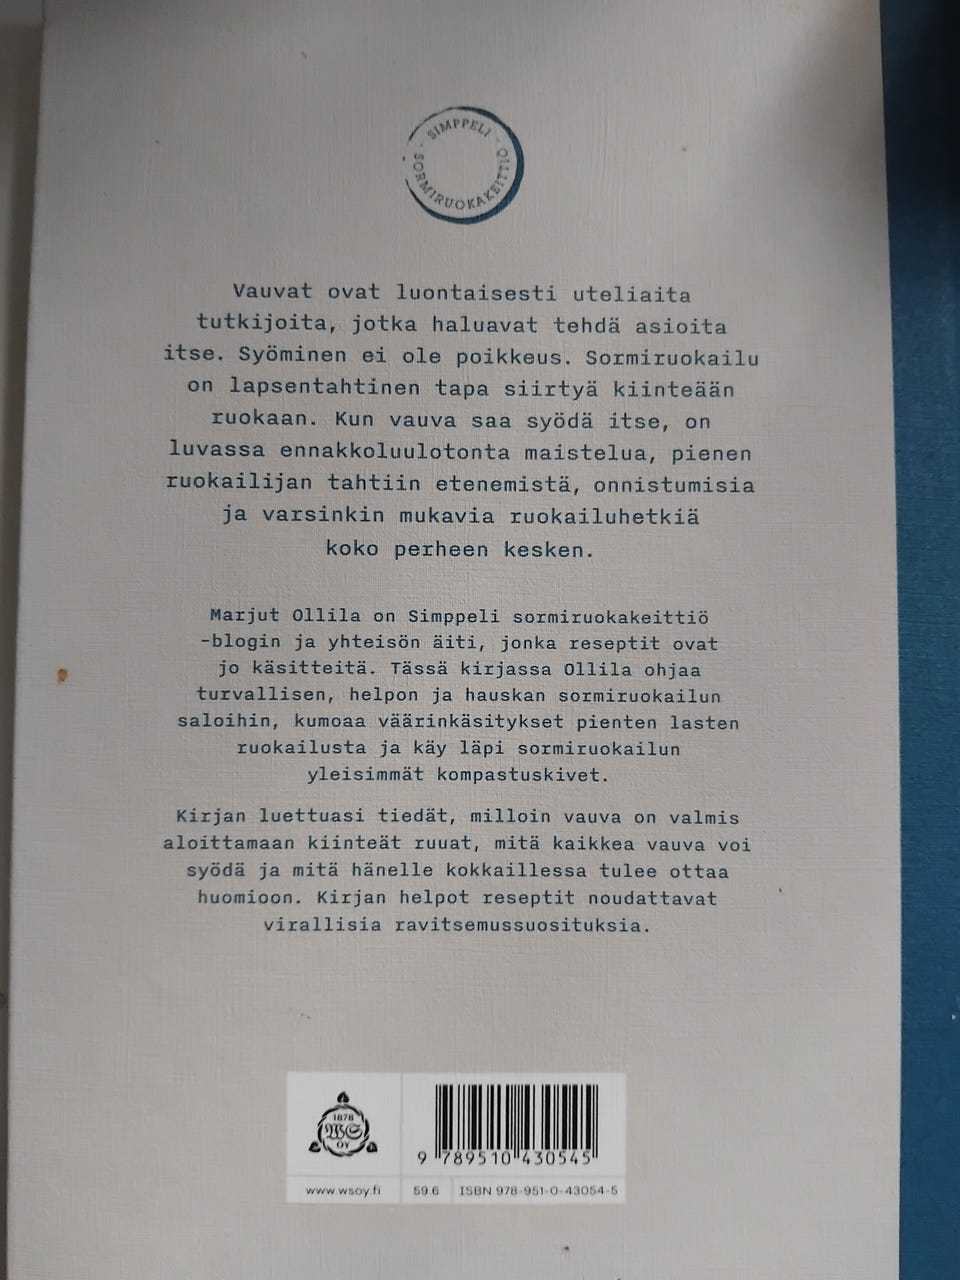 · SIMPPELI ·
SORMIRUOKAKEITTIÖ
Vauvat ovat luontaisesti uteliaita
tutkijoita, jotka haluavat tehdä asioita
itse. Syöminen ei ole poikkeus. Sormiruokailu
on lapsentahtinen tapa siirtyä kiinteään
ruokaan. Kun vauva saa syödä itse, on
luvassa ennakkoluulotonta maistelua, pienen
ruokailijan tahtiin etenemistä, onnistumisia
ja varsinkin mukavia ruokailuhetkiä
koko perheen kesken.
Marjut Ollila on Simppeli sormiruokakeittiö
-blogin ja yhteisön äiti, jonka reseptit ovat
jo käsitteitä. Tässä kirjassa Ollila ohjaa
turvallisen, helpon ja hauskan sormiruokailun
saloihin, kumoaa väärinkäsitykset pienten lasten
ruokailusta ja käy läpi sormiruokailun
yleisimmät kompastuskivet.
Kirjan luettuasi tiedät, milloin vauva on valmis
aloittamaan kiinteät ruuat, mitä kaikkea vauva voi
syödä ja mitä hänelle kokkaillessa tulee ottaa
huomioon. Kirjan helpot reseptit noudattavat
virallisia ravitsemussuosituksia.
1878
WS
OY
9 789510 430545
www.wsoy.fi
59.6
ISBN 978-951-0-43054-5